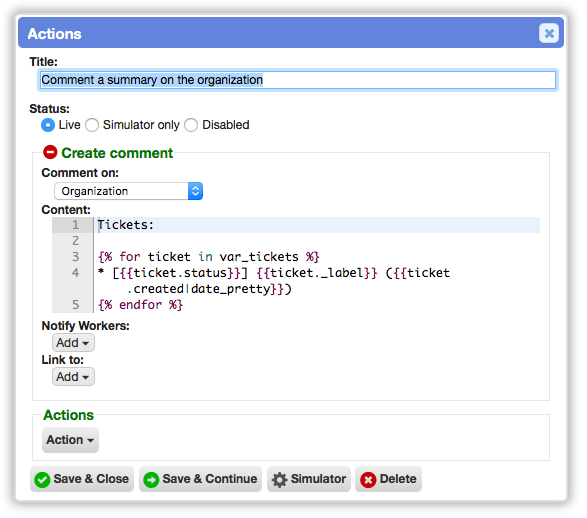 Actions
Title:
Comment a summary on the organization
Status:
Live Simulator only Disabled
Create comment
Comment on:
Organization
Content:
1 Tickets:
2
3 {% for ticket in var_tickets %}
4 * [{{ticket.status}}] {{ticket._label}} ({{ticket
.created|date_pretty}})
5 {% endfor %}
Notify Workers:
Add
Link to:
Add
Actions
Action
Save & Close Save & Continue Simulator Delete